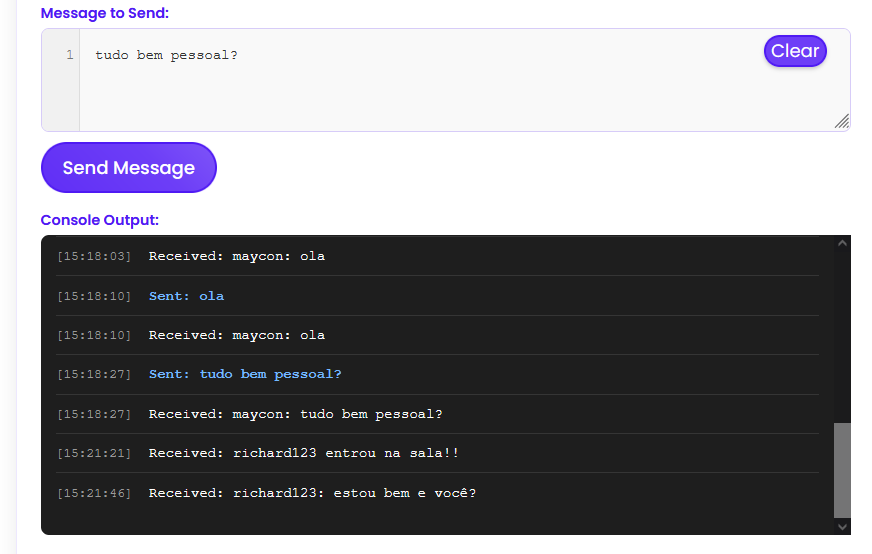 Message to Send:
1 tudo bem pessoal?
Clear
Send Message
Console Output:
[15:18:03] Received: maycon: ola
[15:18:10] Sent: ola
[15:18:10] Received: maycon: ola
[15:18:27] Sent: tudo bem pessoal?
[15:18:27] Received: maycon: tudo bem pessoal?
[15:21:21] Received: richard123 entrou na sala!!
[15:21:46] Received: richard123: estou bem e você?